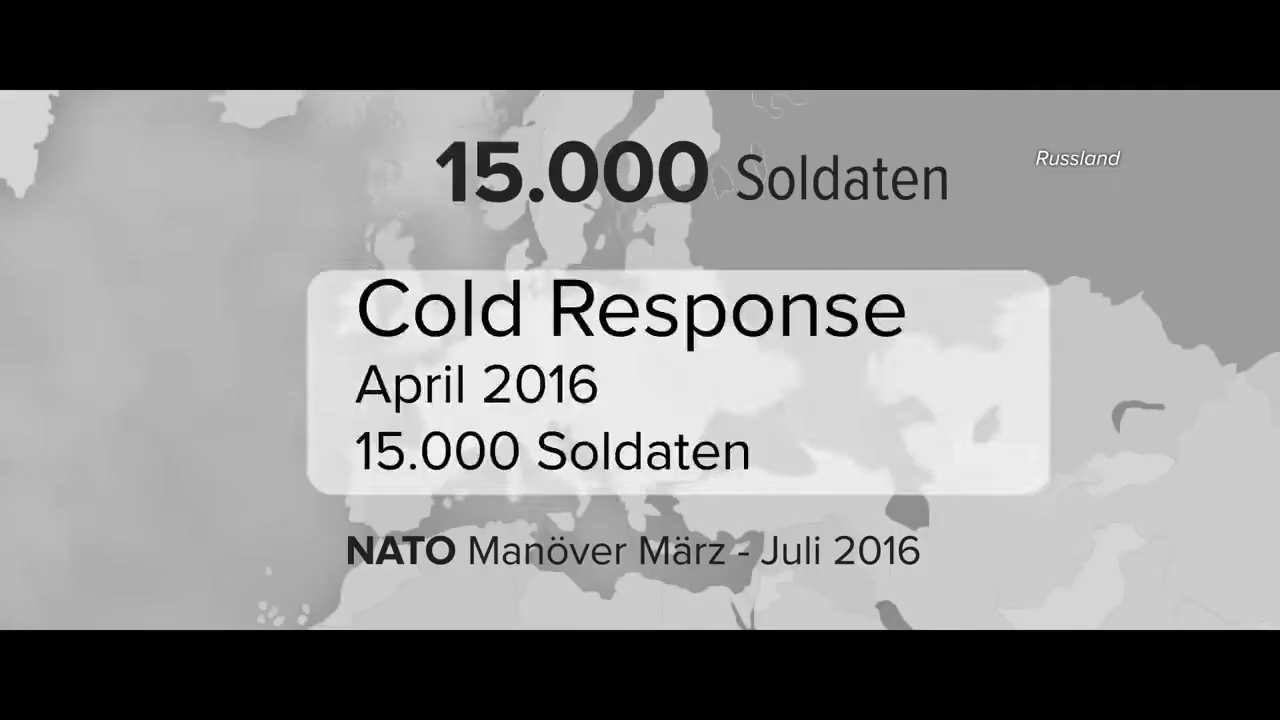 15.000 Soldaten
Russland
Cold Response
April 2016
15.000 Soldaten
NATO Manöver März - Juli 2016